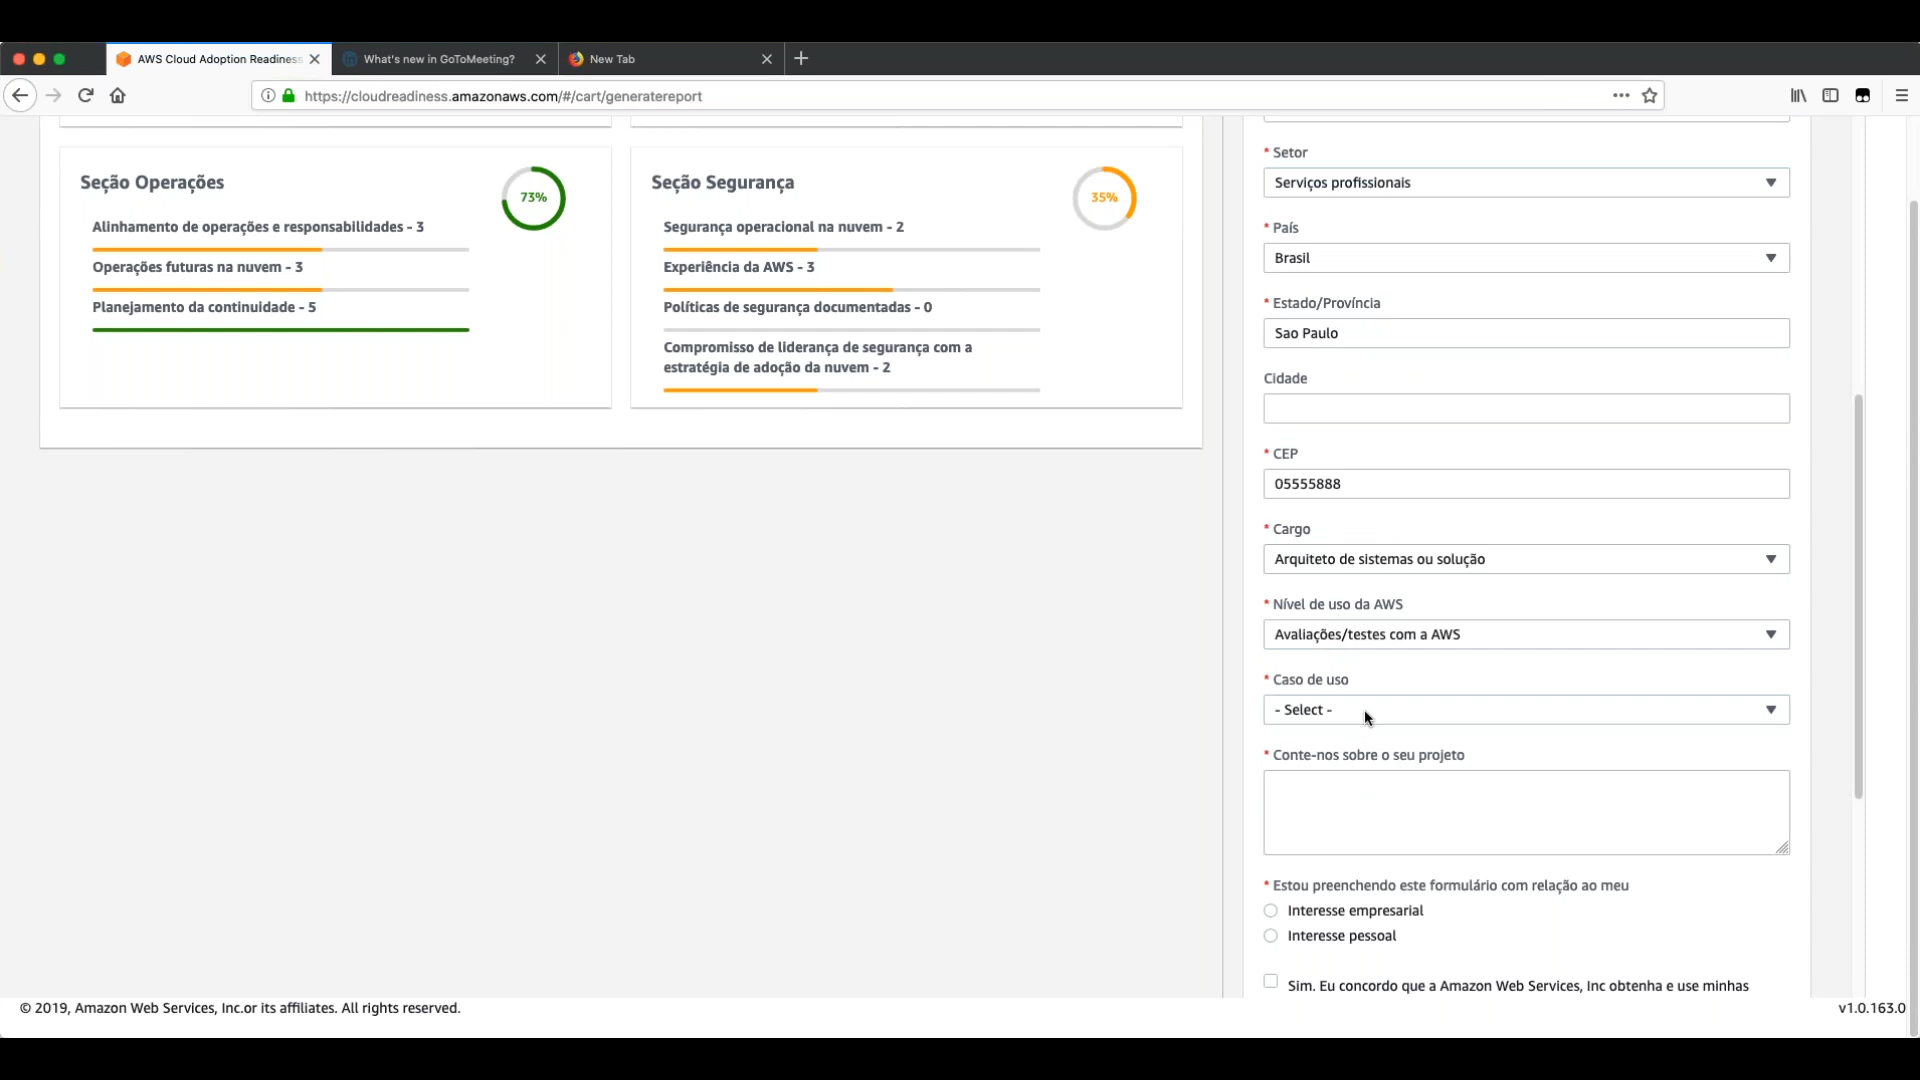 AWS Cloud Adoption Readiness
What's new in GoToMeeting?
New Tab
https://cloudreadiness.amazonaws.com/#/cart/generatereport
Seção Operações
73%
Alinhamento de operações e responsabilidades - 3
Operações futuras na nuvem - 3
Planejamento da continuidade - 5
Seção Segurança
35%
Segurança operacional na nuvem - 2
Experiência da AWS - 3
Políticas de segurança documentadas - 0
Compromisso de liderança de segurança com a
estratégia de adoção da nuvem - 2
* Setor
Serviços profissionais
* País
Brasil
* Estado/Província
Sao Paulo
Cidade
* CEP
05555888
* Cargo
Arquiteto de sistemas ou solução
* Nível de uso da AWS
Avaliações/testes com a AWS
* Caso de uso
- Select -
* Conte-nos sobre o seu projeto
* Estou preenchendo este formulário com relação ao meu
Interesse empresarial
Interesse pessoal
Sim. Eu concordo que a Amazon Web Services, Inc obtenha e use minhas
© 2019, Amazon Web Services, Inc.or its affiliates. All rights reserved.
v1.0.163.0